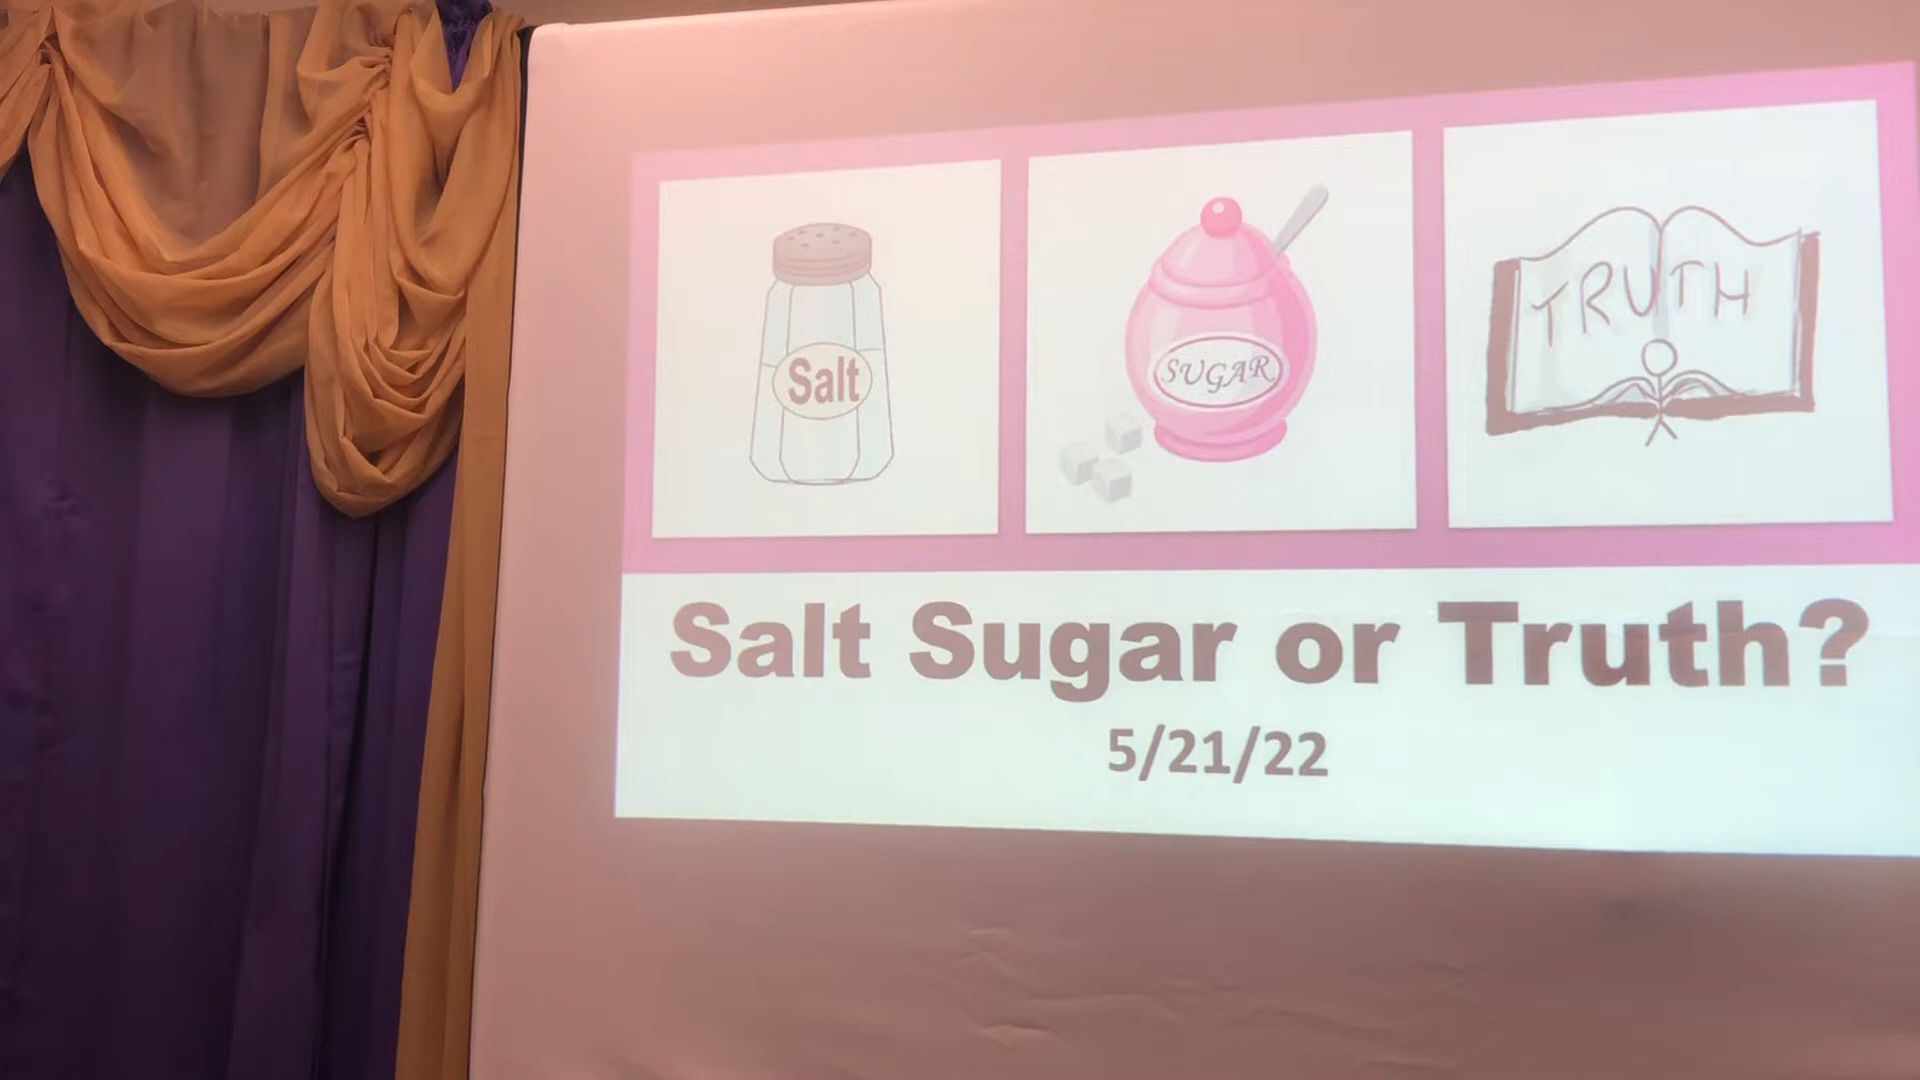 Salt
SUGAR
TRUTH
Salt Sugar or Truth?
5/21/22